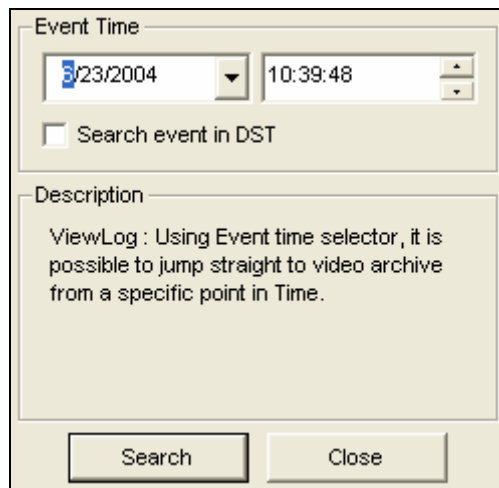 Event Time
6/23/2004
10:39:48
Search event in DST
Description
ViewLog : Using Event time selector, it is
possible to jump straight to video archive
from a specific point in Time.
Search
Close